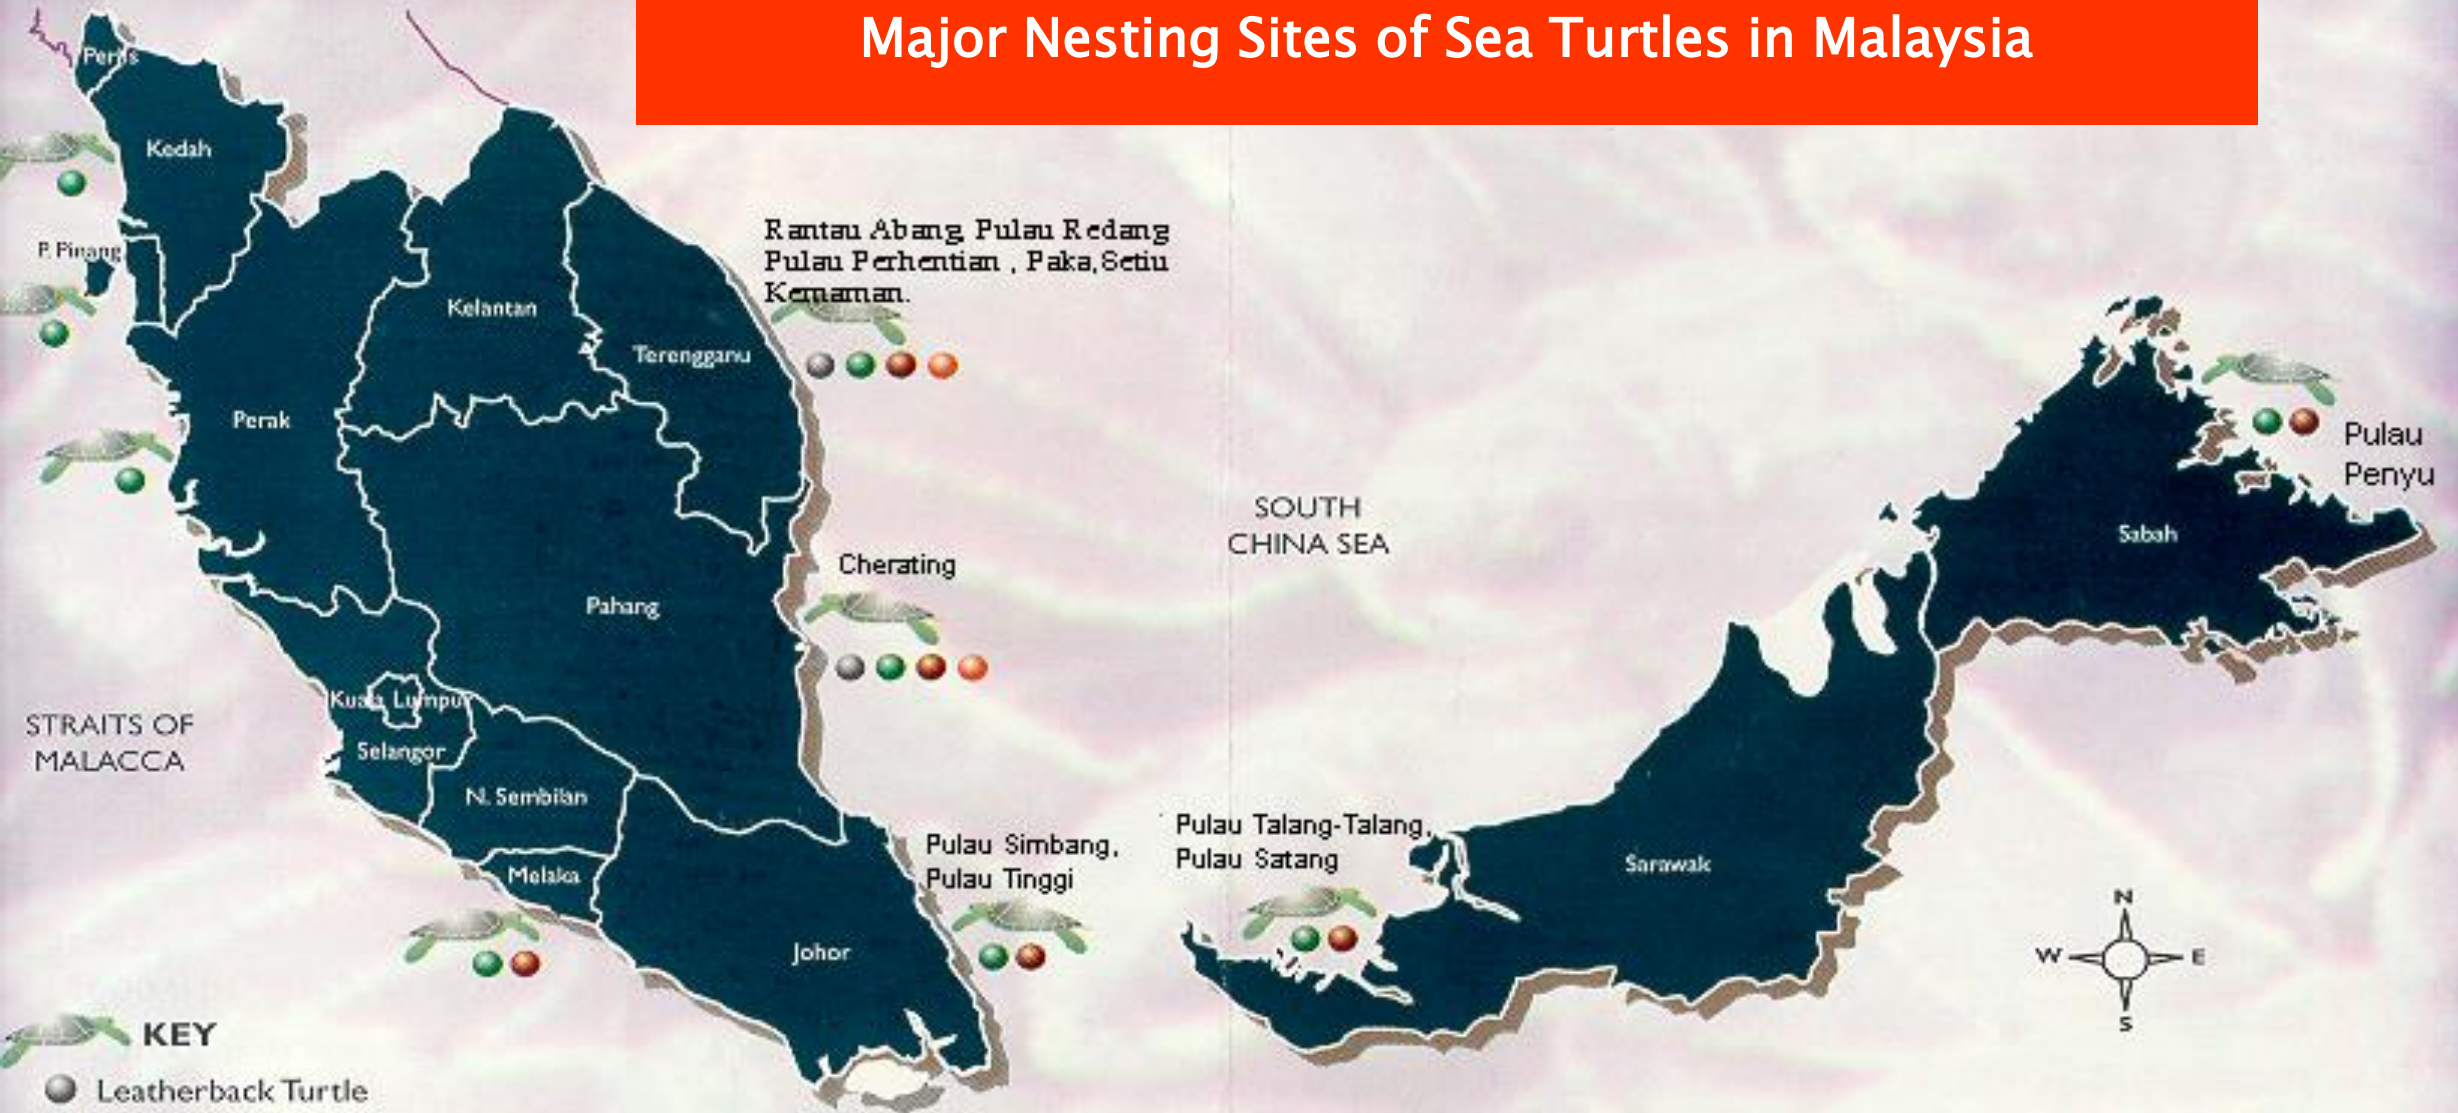 Major Nesting Sites of Sea Turtles in Malaysia
Perlis
Kedah
P. Pinang
Rantau Abang, Pulau Redang
Pulau Perhentian , Paka,Setiu
Kemaman.
Kelantan
Terengganu
Perak
Pulau
Penyu
SOUTH
CHINA SEA
Sabah
Cherating
Pahang
Kuala Lumpur
STRAITS OF
MALACCA
Selangor
N. Sembilan
Pulau Simbang,
Pulau Tinggi
Pulau Talang-Talang,
Pulau Satang
Sarawak
Melaka
Johor
N
W
E
S
KEY
Leatherback Turtle